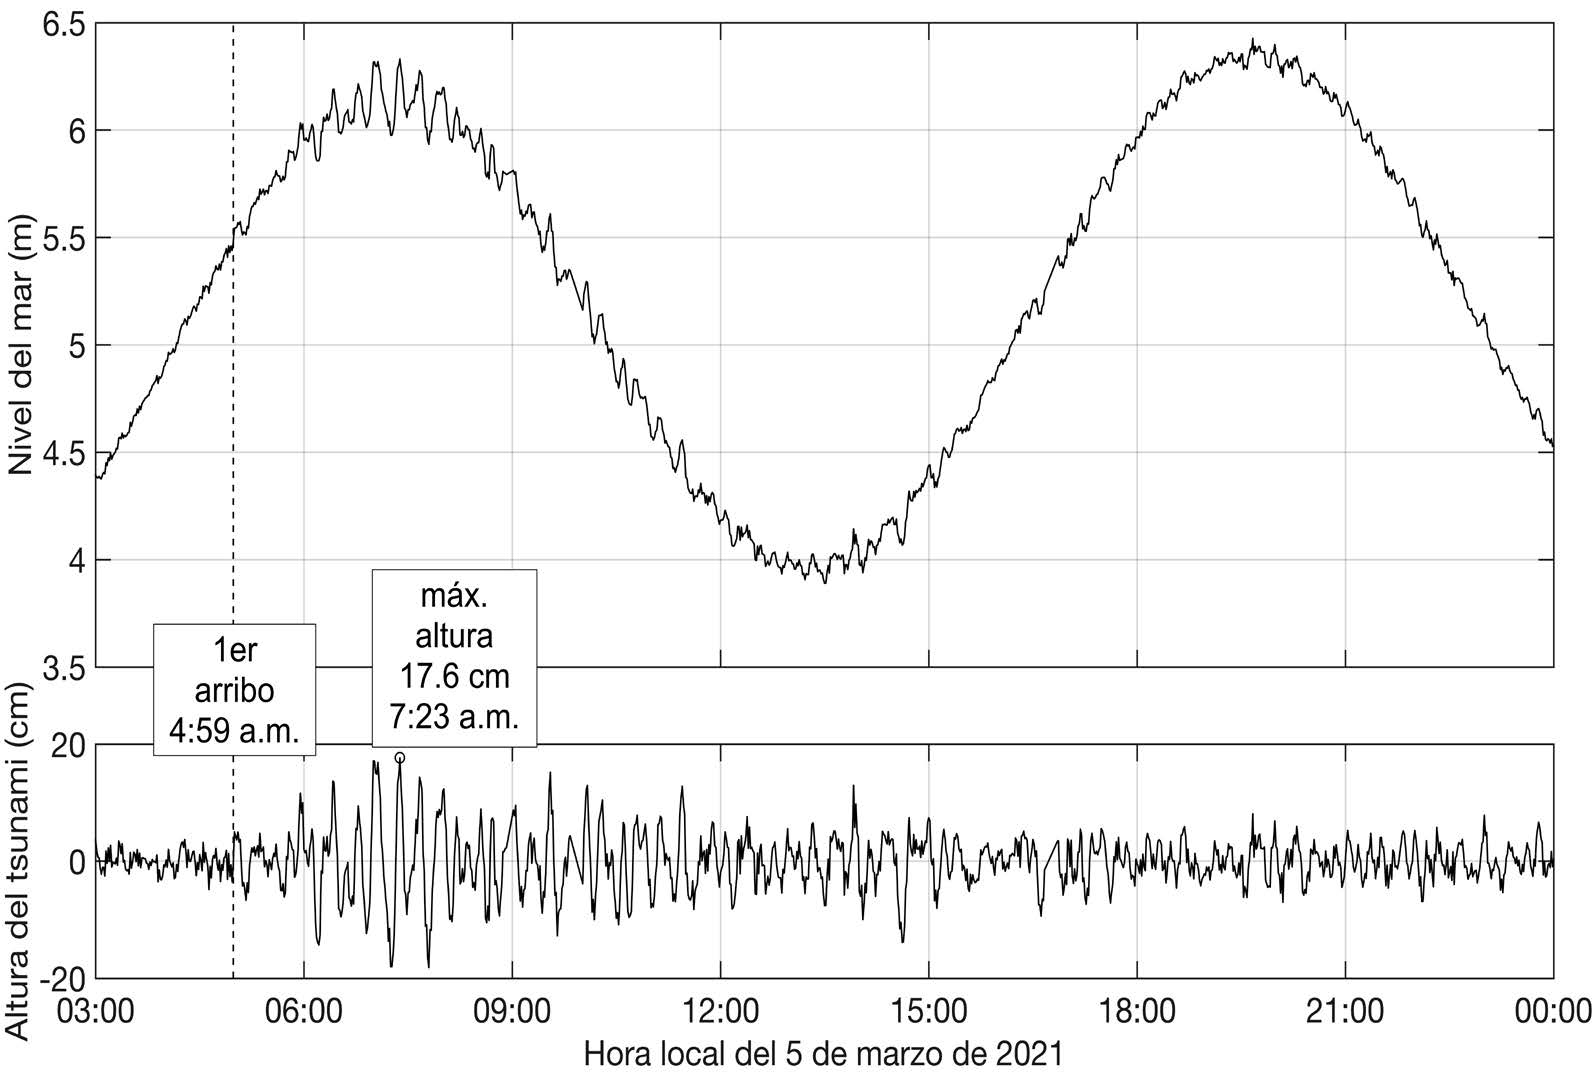 6.5
6
5.5
5
4.5
4
3.5
Nivel del mar (m)
1er
arribo
4:59 a.m.
máx.
altura
17.6 cm
7:23 a.m.
20
0
-20
Altura del tsunami (cm)
03:00 06:00 09:00 12:00 15:00 18:00 21:00 00:00
Hora local del 5 de marzo de 2021